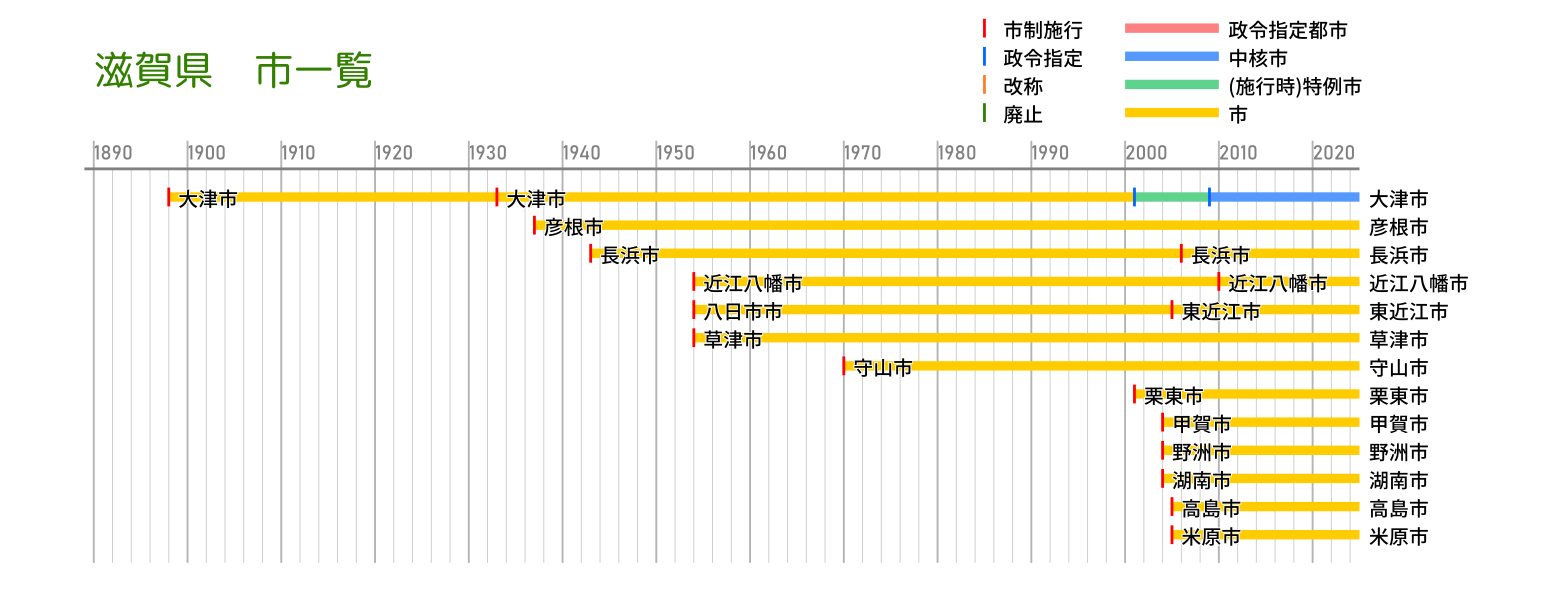 滋賀県　市一覧
市制施行　政令指定都市
政令指定　中核市
改称　(施行時)特例市
廃止　市
1890 1900 1910 1920 1930 1940 1950 1960 1970 1980 1990 2000 2010 2020
大津市　大津市　大津市
彦根市　彦根市
長浜市　長浜市　長浜市
近江八幡市　近江八幡市　近江八幡市
八日市市　東近江市　東近江市
草津市　草津市
守山市　守山市
栗東市　栗東市
甲賀市　甲賀市
野洲市　野洲市
湖南市　湖南市
高島市　高島市
米原市　米原市